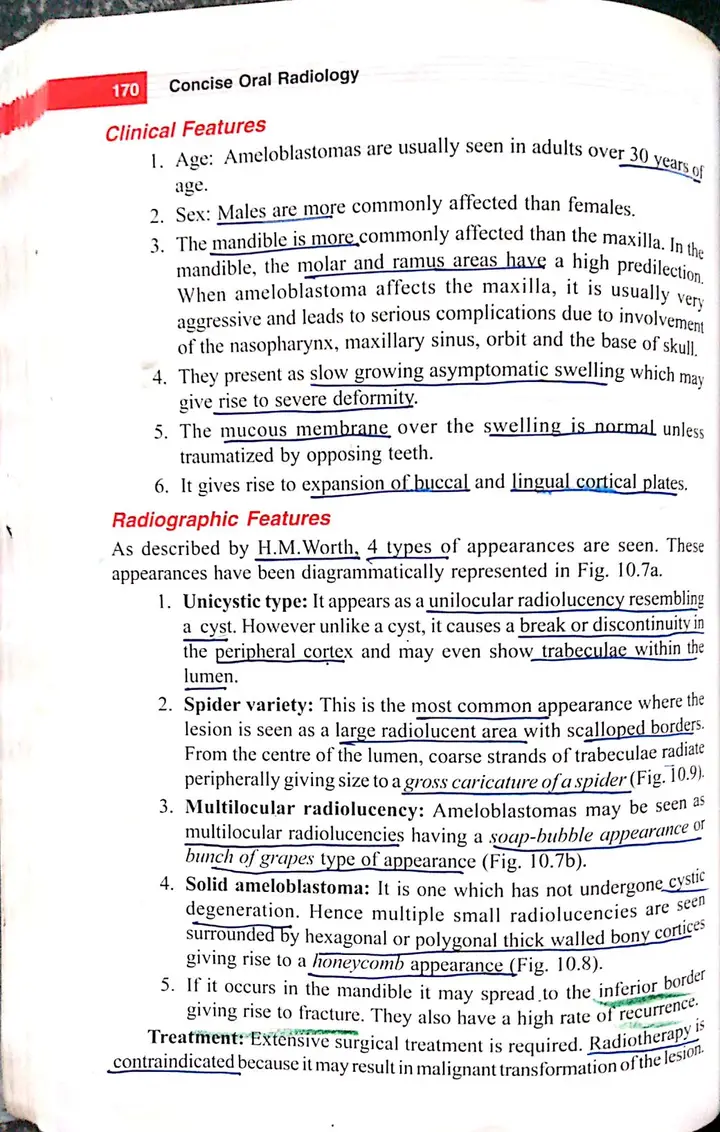 170 Concise Oral Radiology
Clinical Features
1. Age: Ameloblastomas are usually seen in adults over 30 years of
age.
2. Sex: Males are more commonly affected than females.
3. The mandible is more commonly affected than the maxilla. In the
mandible, the molar and ramus areas have a high predilection.
When ameloblastoma affects the maxilla, it is usually very
aggressive and leads to serious complications due to involvement
of the nasopharynx, maxillary sinus, orbit and the base of skull.
4. They present as slow growing asymptomatic swelling which may
give rise to severe deformity.
5. The mucous membrane over the swelling is normal unless
traumatized by opposing teeth.
6. It gives rise to expansion of buccal and lingual cortical plates.
Radiographic Features
As described by H.M.Worth, 4 types of appearances are seen. These
appearances have been diagrammatically represented in Fig. 10.7a.
1. Unicystic type: It appears as a unilocular radiolucency resembling
a cyst. However unlike a cyst, it causes a break or discontinuity in
the peripheral cortex and may even show trabeculae within the
lumen.
2. Spider variety: This is the most common appearance where the
lesion is seen as a large radiolucent area with scalloped borders.
From the centre of the lumen, coarse strands of trabeculae radiate
peripherally giving size to a gross caricature of a spider (Fig. 10.9).
3. Multilocular radiolucency: Ameloblastomas may be seen as
multilocular radiolucencies having a soap-bubble appearance or
bunch of grapes type of appearance (Fig. 10.7b).
4. Solid ameloblastoma: It is one which has not undergone cystic
degeneration. Hence multiple small radiolucencies are seen
surrounded by hexagonal or polygonal thick walled bony cortices
giving rise to a honeycomb appearance (Fig. 10.8).
5. If it occurs in the mandible it may spread to the inferior border
giving rise to fracture. They also have a high rate of recurrence.
Treatment: Extensive surgical treatment is required. Radiotherapy is
contraindicated because it may result in malignant transformation of the lesion.